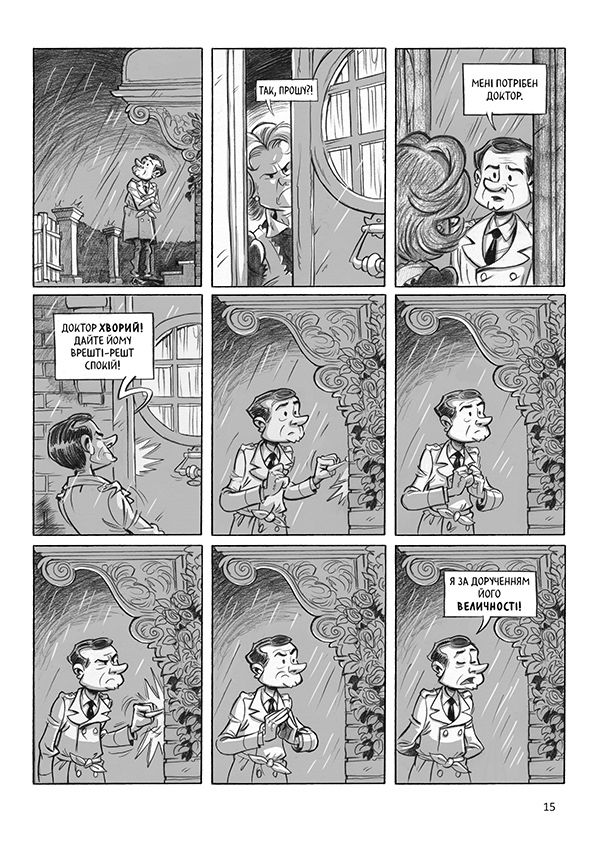 ТАК, ПРОШУ?!
МЕНІ ПОТРІБЕН
ДОКТОР.
ДОКТОР ХВОРИЙ!
ДАЙТЕ ЙОМУ
ВРЕШТІ-РЕШТ
СПОКІЙ!
Я ЗА ДОРУЧЕННЯМ
ЙОГО
ВЕЛИЧНОСТІ!
15